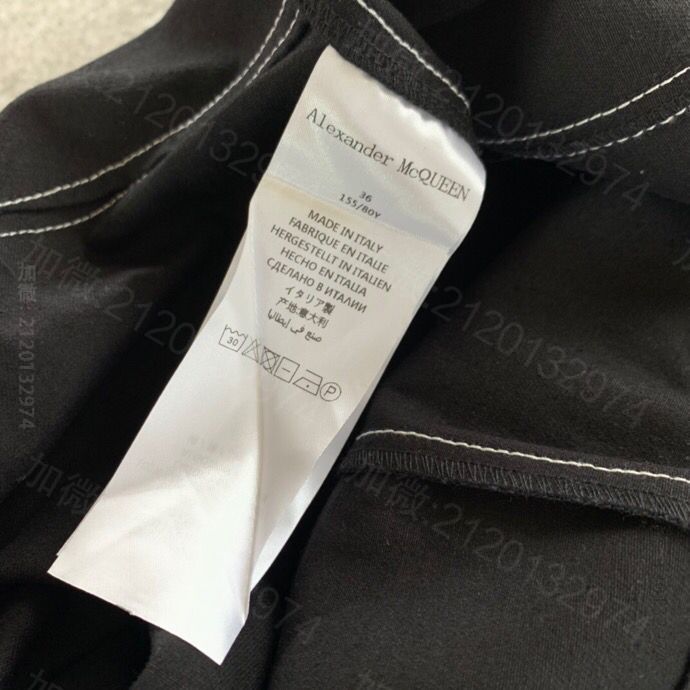 Alexander McQUEEN
36
155/80Y
MADE IN ITALY
FABRIQUE EN ITALIE
HERGESTELLT IN ITALIEN
HECHO EN ITALIA
СДЕЛАНО В ИТАЛИИ
イタリア製
产地:意大利
صنع في إيطاليا
30
P
加微:2120132974
加微:2120132974
加微:2120132974
加微:2120132974